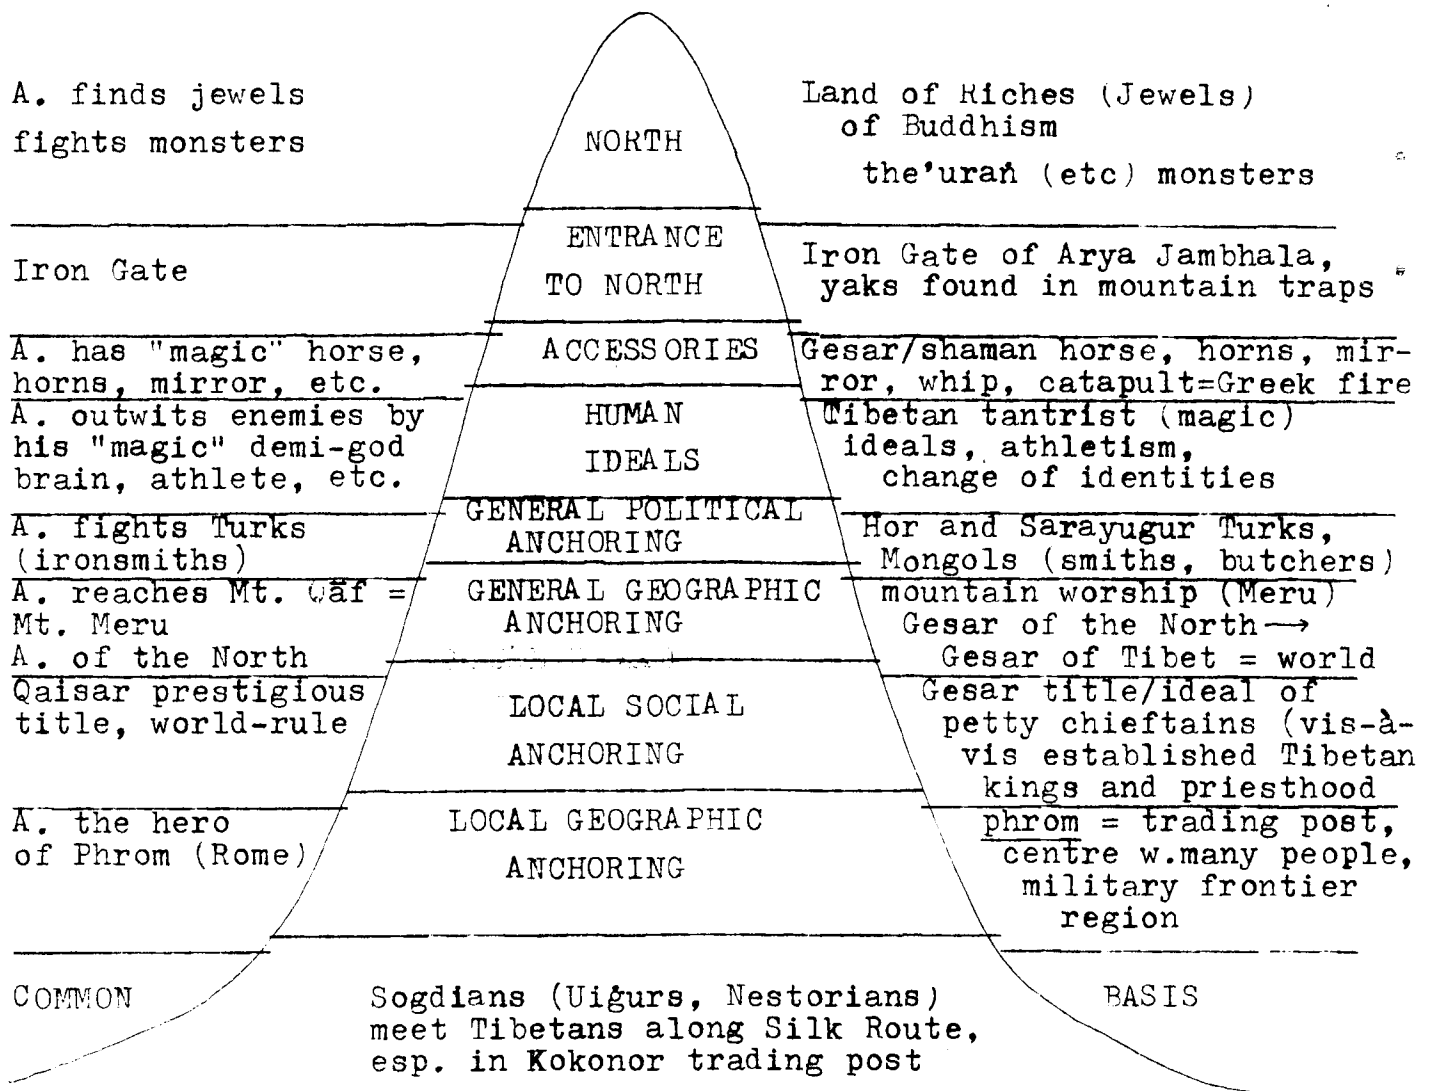 A. finds jewels
fights monsters
NORTH
Land of Riches (Jewels)
of Buddhism
the'urań (etc) monsters
Iron Gate
ENTRANCE
TO NORTH
Iron Gate of Arya Jambhala,
yaks found in mountain traps
A. has "magic" horse,
horns, mirror, etc.
ACCESSORIES
Gesar/shaman horse, horns, mir-
ror, whip, catapult=Greek fire
A. outwits enemies by
his "magic" demi-god
brain, athlete, etc.
HUMAN
IDEALS
Tibetan tantrist (magic)
ideals, athletism,
change of identities
A. fights Turks
(ironsmiths)
GENERAL POLITICAL
ANCHORING
Hor and Sarayugur Turks,
Mongols (smiths, butchers)
A. reaches Mt. Qāf =
Mt. Meru
A. of the North
GENERAL GEOGRAPHIC
ANCHORING
mountain worship (Meru)
Gesar of the North→
Gesar of Tibet = world
Qaisar prestigious
title, world-rule
LOCAL SOCIAL
ANCHORING
Gesar title/ideal of
petty chieftains (vis-à-
vis established Tibetan
kings and priesthood
A. the hero
of Phrom (Rome)
LOCAL GEOGRAPHIC
ANCHORING
phrom = trading post,
centre w.many people,
military frontier
region
COMMON
Sogdians (Uiğurs, Nestorians)
meet Tibetans along Silk Route,
esp. in Kokonor trading post
BASIS